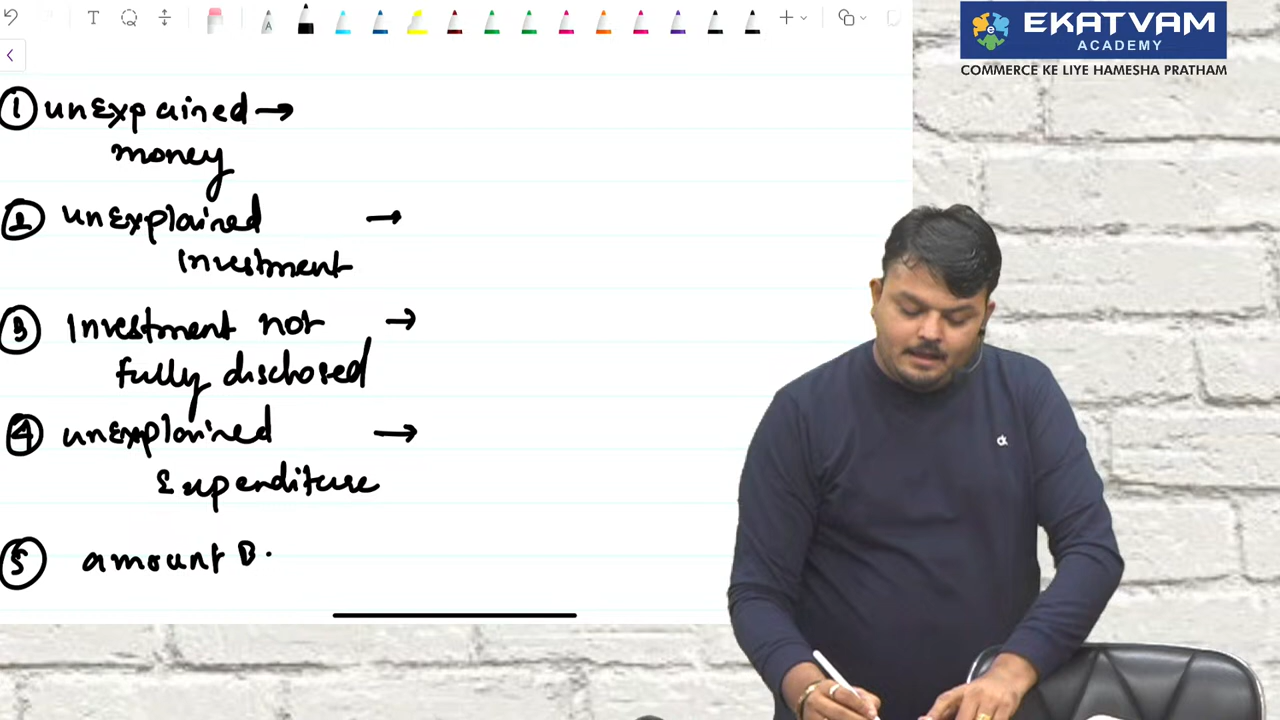 EKATVAM
ACADEMY
COMMERCE KE LIYE HAMESHA PRATHAM
① unExpained →
money
② unExplained →
Investment
③ Investment not →
fully disclosed
④ unExplained →
Expenditure
⑤ amount B.